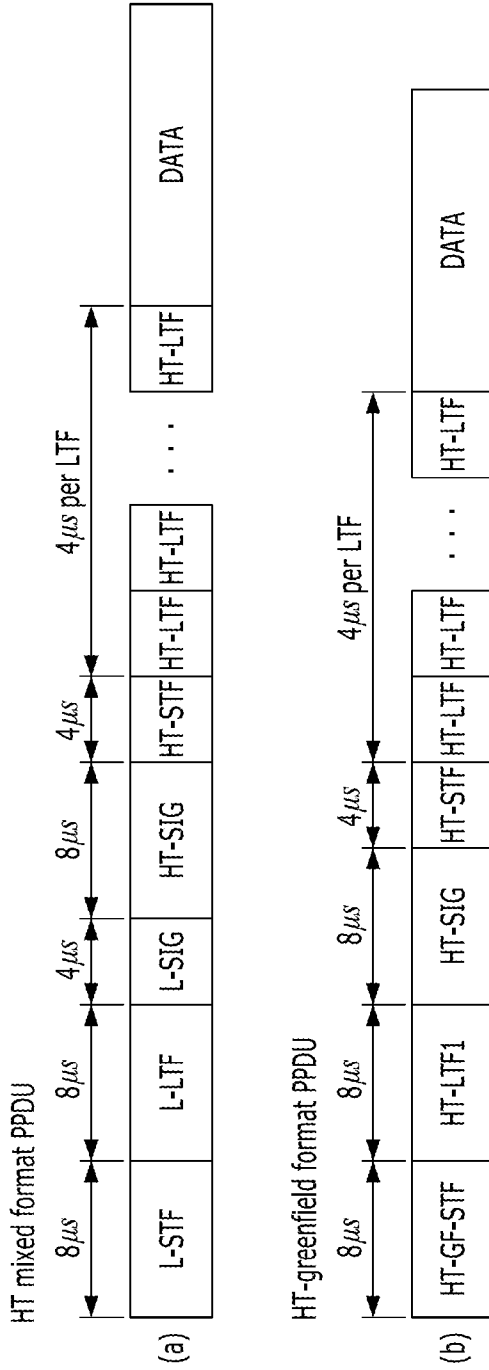 HT mixed format PPDU
8µs 8µs 4µs 8µs 4µs 4µs per LTF
(a) L-STF L-LTF L-SIG HT-SIG HT-STF HT-LTF HT-LTF . . . HT-LTF DATA
HT-greenfield format PPDU
8µs 8µs 8µs 4µs 4µs per LTF
(b) HT-GF-STF HT-LTF1 HT-SIG HT-STF HT-LTF HT-LTF . . . HT-LTF DATA